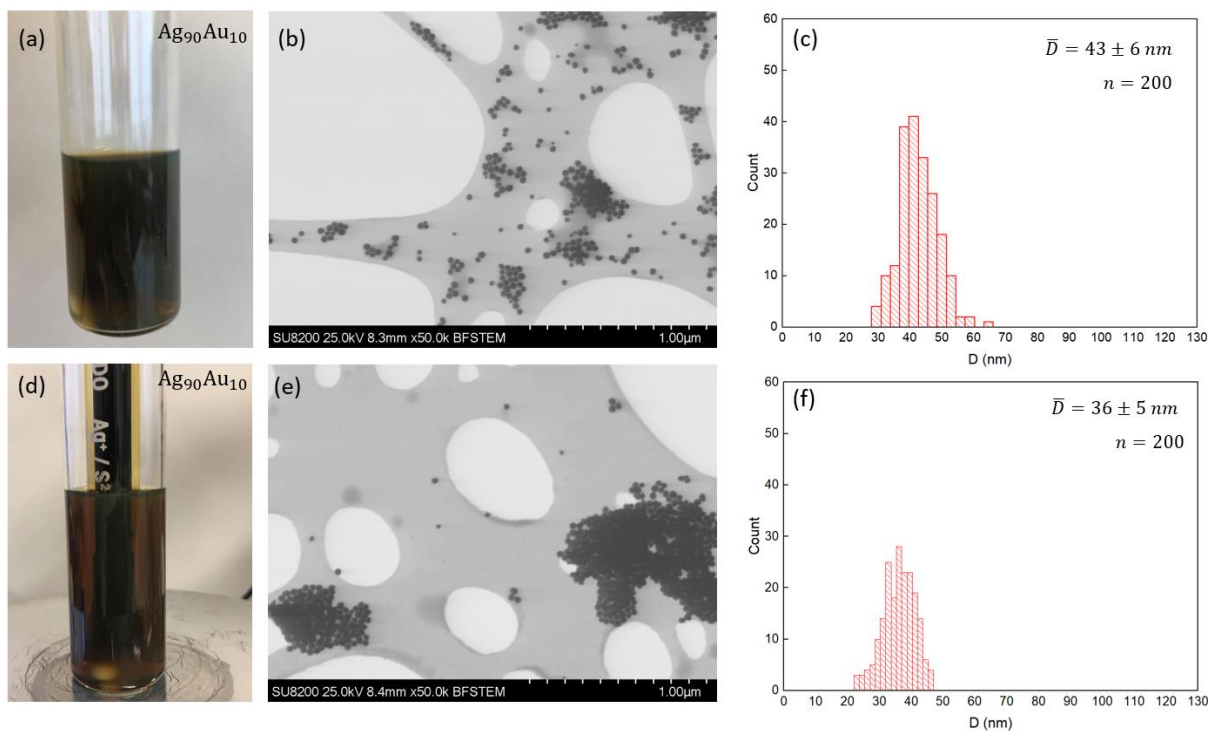 (a)
Ag₉₀Au₁₀
(b)
SU8200 25.0kV 8.3mm x50.0k BFSTEM
1.00µm
(c)
D̅ = 43 ± 6 nm
n = 200
Count
60
50
40
30
20
10
0
0 10 20 30 40 50 60 70 80 90 100 110 120 130
D (nm)
(d)
Ag₉₀Au₁₀
DO Ag⁺ / S²
(e)
SU8200 25.0kV 8.4mm x50.0k BFSTEM
1.00µm
(f)
D̅ = 36 ± 5 nm
n = 200
Count
60
50
40
30
20
10
0
0 10 20 30 40 50 60 70 80 90 100 110 120 130
D (nm)